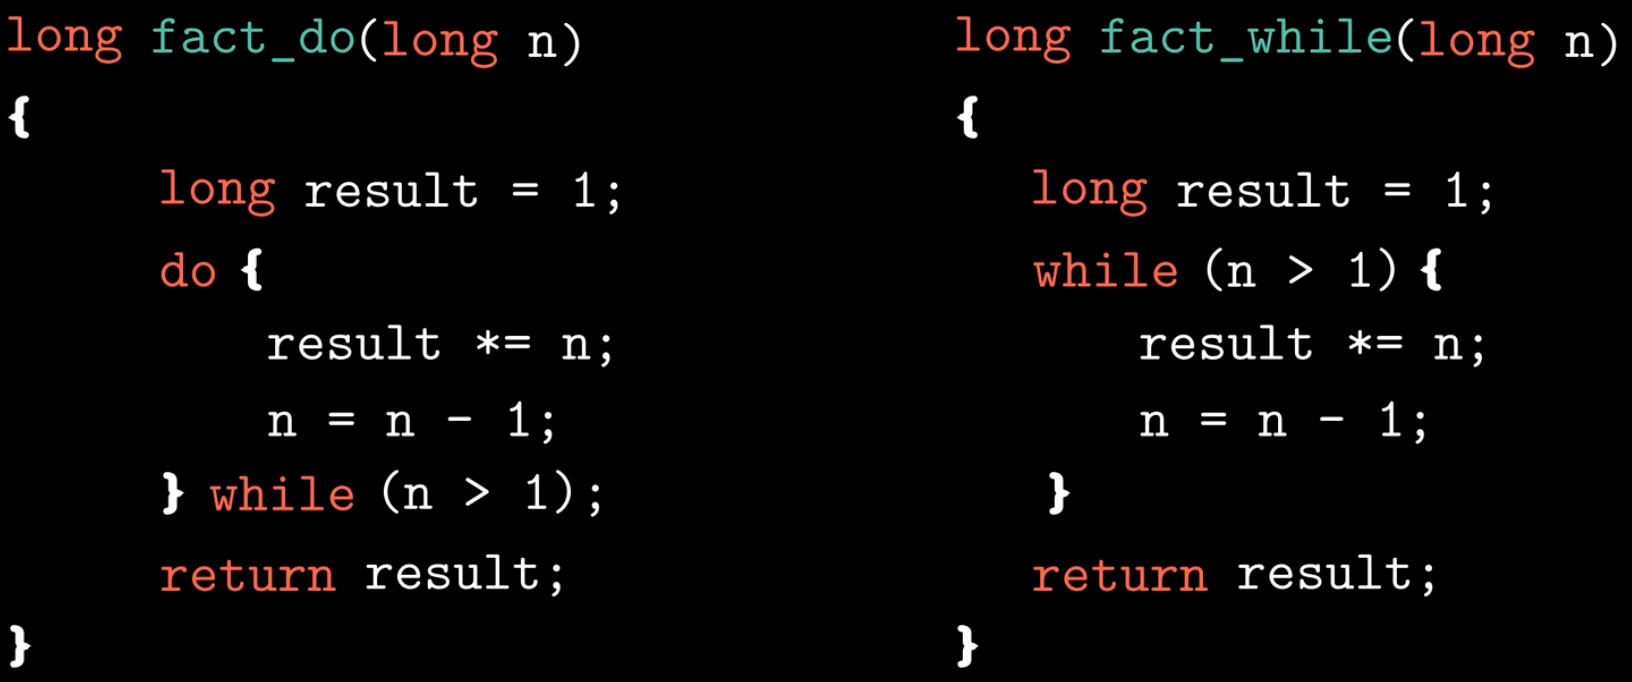 long fact_do(long n)
{
long result = 1;
do {
result *= n;
n = n - 1;
} while (n > 1);
return result;
}
long fact_while(long n)
{
long result = 1;
while (n > 1) {
result *= n;
n = n - 1;
}
return result;
}